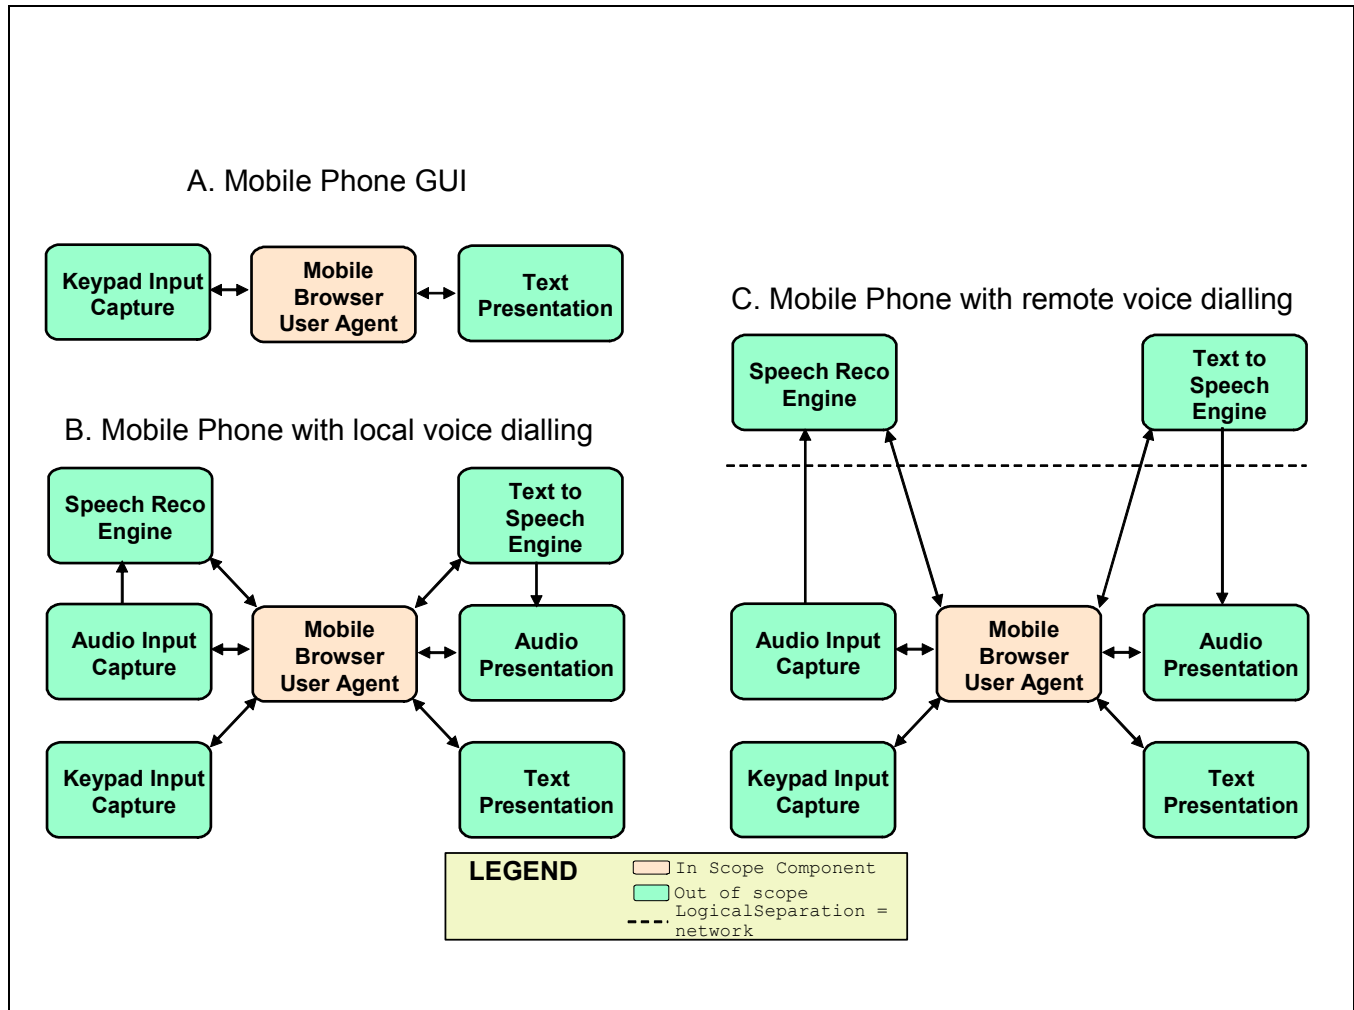 A. Mobile Phone GUI
Keypad Input
Capture
Mobile
Browser
User Agent
Text
Presentation
B. Mobile Phone with local voice dialling
Speech Reco
Engine
Text to
Speech
Engine
Audio Input
Capture
Mobile
Browser
User Agent
Audio
Presentation
Keypad Input
Capture
Text
Presentation
C. Mobile Phone with remote voice dialling
Speech Reco
Engine
Text to
Speech
Engine
Audio Input
Capture
Mobile
Browser
User Agent
Audio
Presentation
Keypad Input
Capture
Text
Presentation
LEGEND
In Scope Component
Out of scope
LogicalSeparation =
network